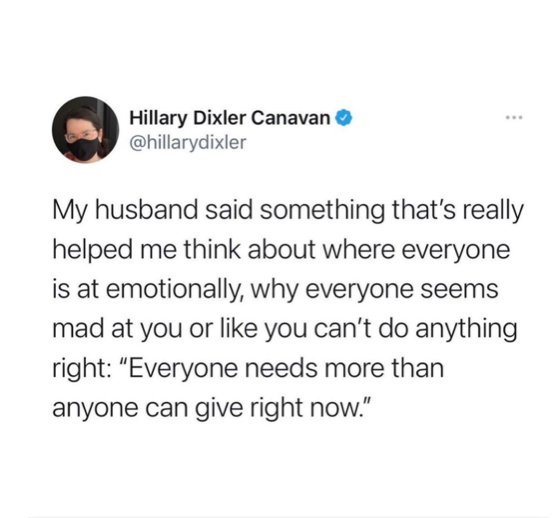 Hillary Dixler Canavan
@hillarydixler
My husband said something that’s really
helped me think about where everyone
is at emotionally, why everyone seems
mad at you or like you can’t do anything
right: “Everyone needs more than
anyone can give right now.”